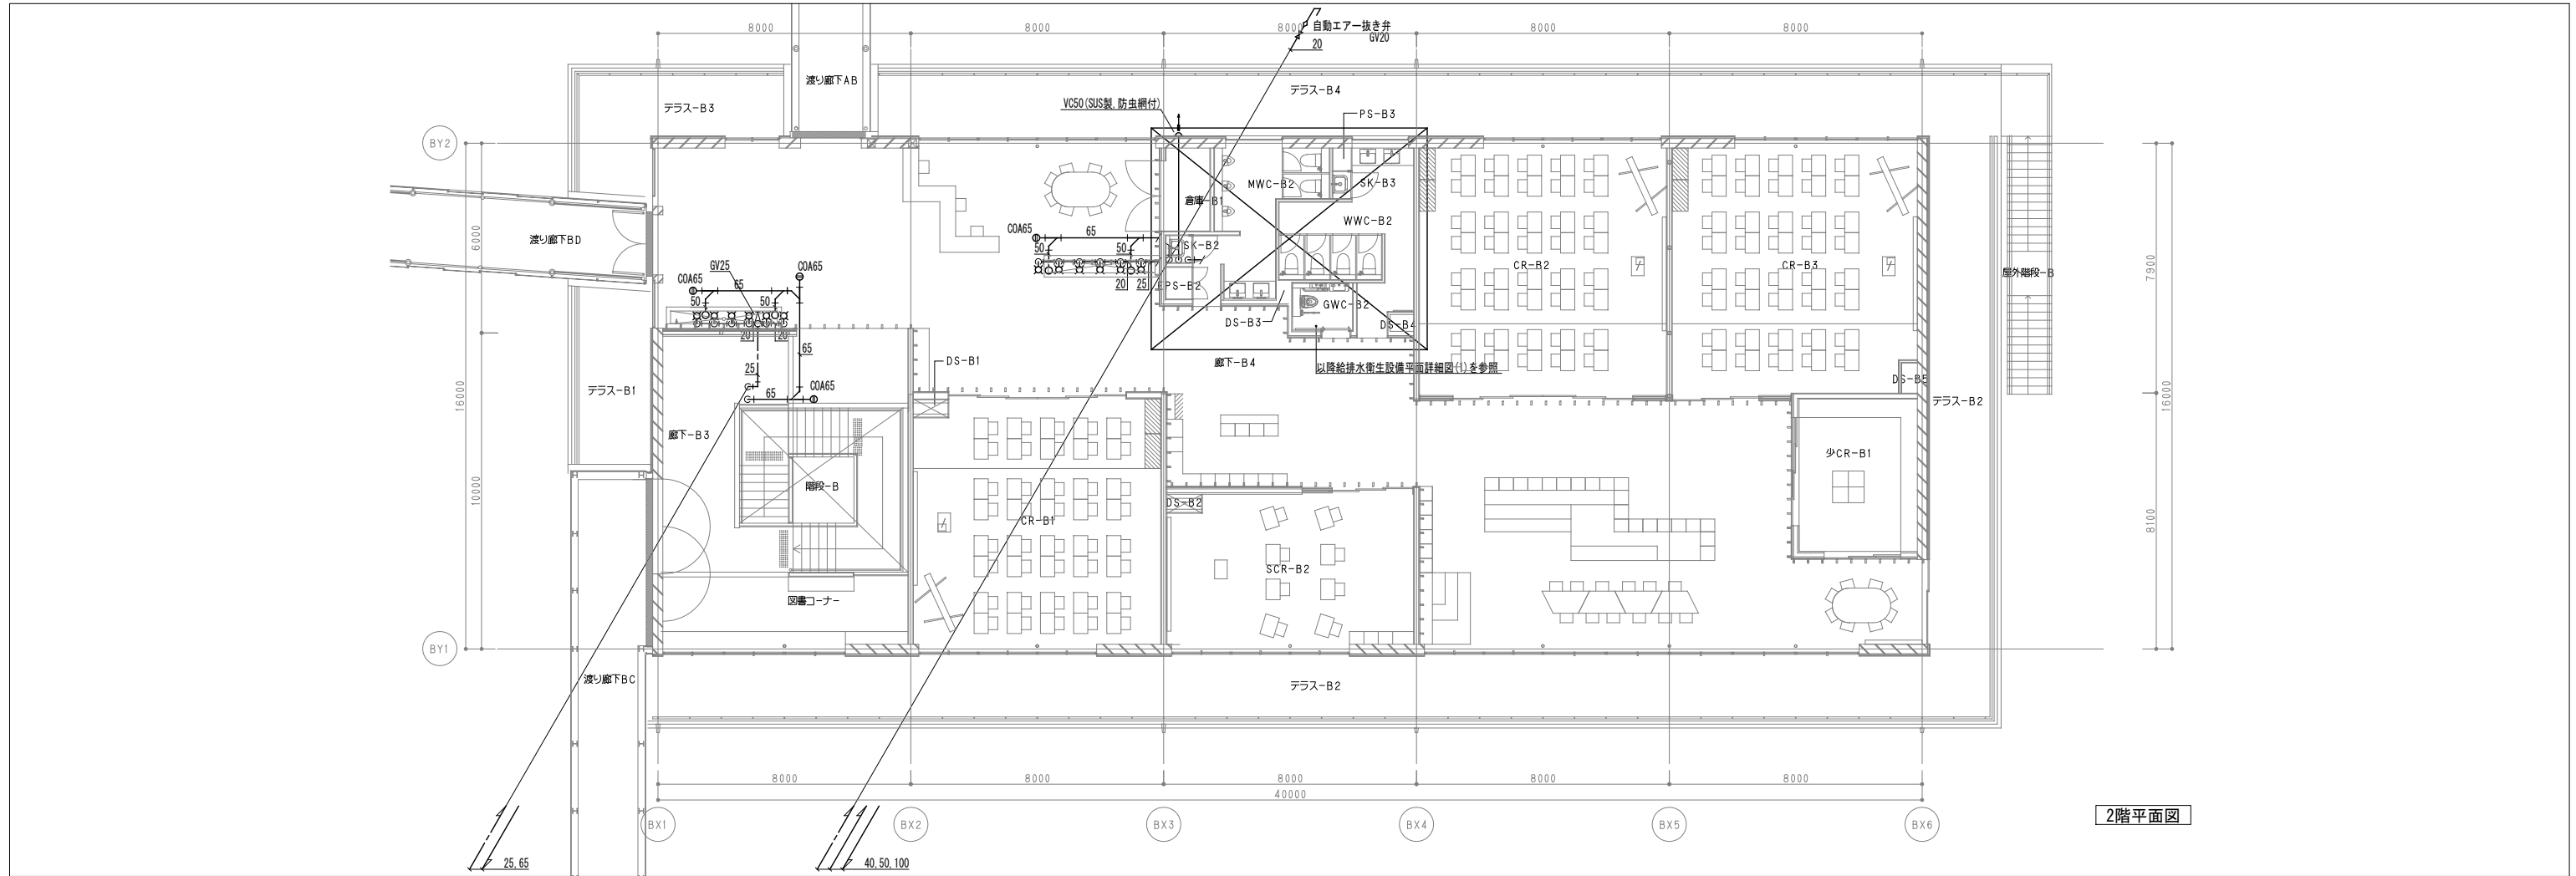 8000
8000
8000
8000
8000
自動エアー抜き弁
GV20
20
渡り廊下AB
テラス-B3
テラス-B4
VC50(SUS製,防虫網付)
PS-B3
BY2
MWC-B2
SK-B3
倉庫-B1
WWC-B2
CR-B2
CR-B3
渡り廊下BD
6000
COA65
65
50
50
SK-B2
20
25
EPS-B2
GV25
COA65
COA65
65
50
50
20
20
65
25
65
COA65
DS-B3
GWC-B2
DS-B4
屋外階段-B
7900
DS-B1
廊下-B4
以降給排水衛生設備平面詳細図(1)を参照
DS-B5
テラス-B1
テラス-B2
16000
16000
廊下-B3
10000
階段-B
CR-B1
DS-B2
SCR-B2
少CR-B1
8100
図書コーナー
BY1
渡り廊下BC
テラス-B2
8000
8000
8000
8000
8000
40000
BX1
BX2
BX3
BX4
BX5
BX6
2階平面図
25,65
40,50,100